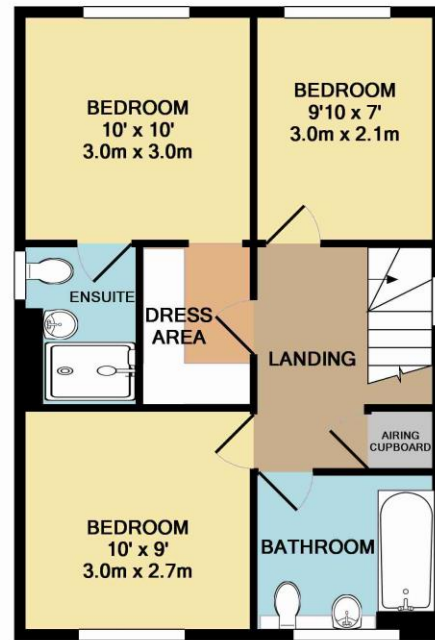 BEDROOM
10' x 10'
3.0m x 3.0m
BEDROOM
9'10 x 7'
3.0m x 2.1m
ENSUITE
DRESS
AREA
LANDING
AIRING
CUPBOARD
BEDROOM
10' x 9'
3.0m x 2.7m
BATHROOM